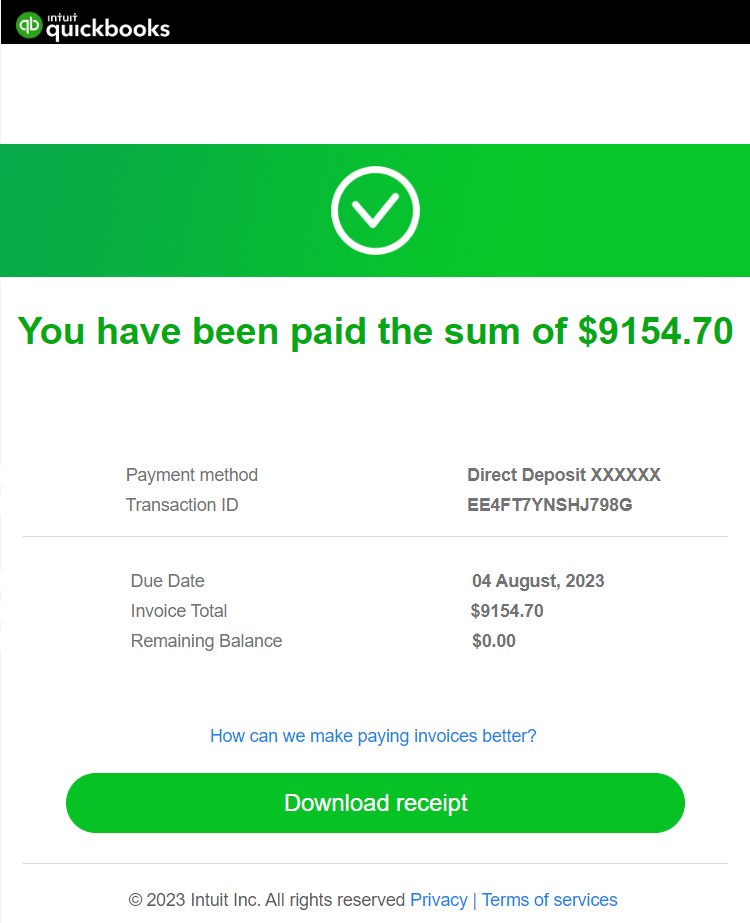 intuit
quickbooks
You have been paid the sum of $9154.70
Payment method Direct Deposit XXXXXX
Transaction ID EE4FT7YNSHJ798G
Due Date 04 August, 2023
Invoice Total $9154.70
Remaining Balance $0.00
How can we make paying invoices better?
Download receipt
© 2023 Intuit Inc. All rights reserved Privacy | Terms of services